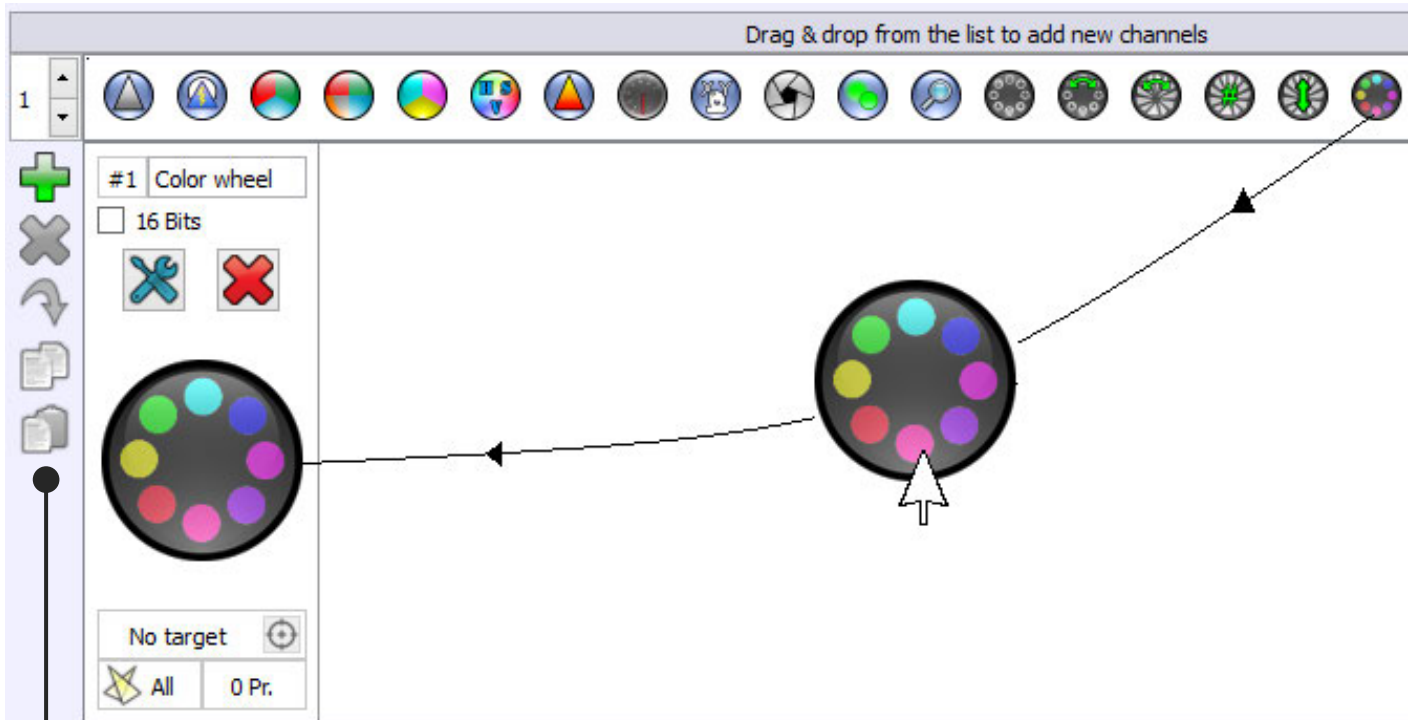 Drag & drop from the list to add new channels
1
H S
V
#
#1 Color wheel
16 Bits
No target
All 0 Pr.